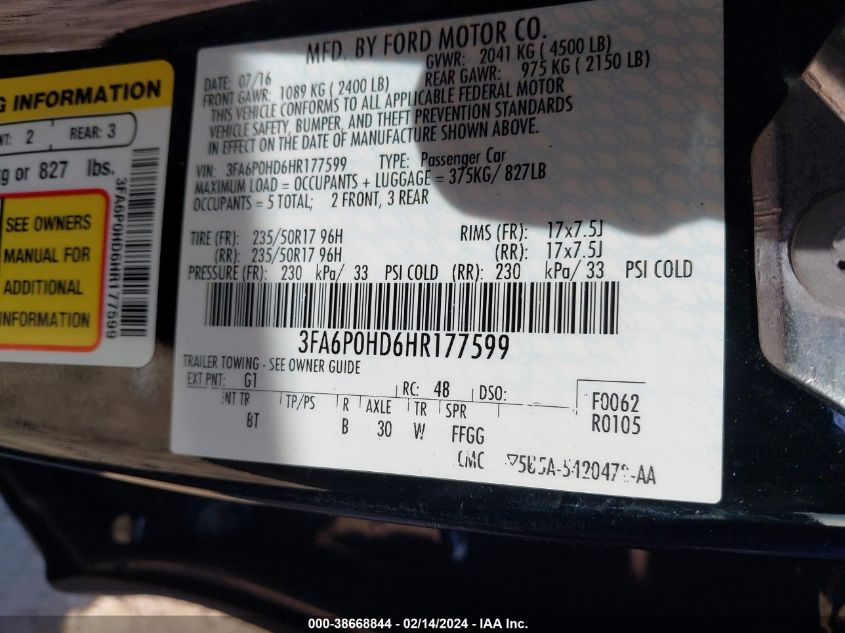 MFD. BY FORD MOTOR CO.
DATE: 07/16 GVWR: 2041 KG ( 4500 LB)
FRONT GAWR: 1089 KG ( 2400 LB) REAR GAWR: 975 KG ( 2150 LB)
THIS VEHICLE CONFORMS TO ALL APPLICABLE FEDERAL MOTOR
VEHICLE SAFETY, BUMPER, AND THEFT PREVENTION STANDARDS
IN EFFECT ON THE DATE OF MANUFACTURE SHOWN ABOVE.
VIN: 3FA6P0HD6HR177599 TYPE: Passenger Car
MAXIMUM LOAD = OCCUPANTS + LUGGAGE = 375KG/ 827LB
OCCUPANTS = 5 TOTAL; 2 FRONT, 3 REAR
TIRE (FR): 235/50R17 96H RIMS (FR): 17x7.5J
(RR): 235/50R17 96H (RR): 17x7.5J
PRESSURE (FR): 230 kPa/ 33 PSI COLD (RR): 230 kPa/ 33 PSI COLD
3FA6P0HD6HR177599
TRAILER TOWING - SEE OWNER GUIDE
EXT PNT: G1 RC: 48 DSO:
INT TR TP/PS R AXLE TR SPR
BT B 30 W FFGG
F0062
R0105
CMC
G INFORMATION
NT: 2 REAR: 3
g or 827 lbs.
SEE OWNERS
MANUAL FOR
ADDITIONAL
INFORMATION
3FA6P0HD6HR177599
000-38668844 - 02/14/2024 - IAA Inc.